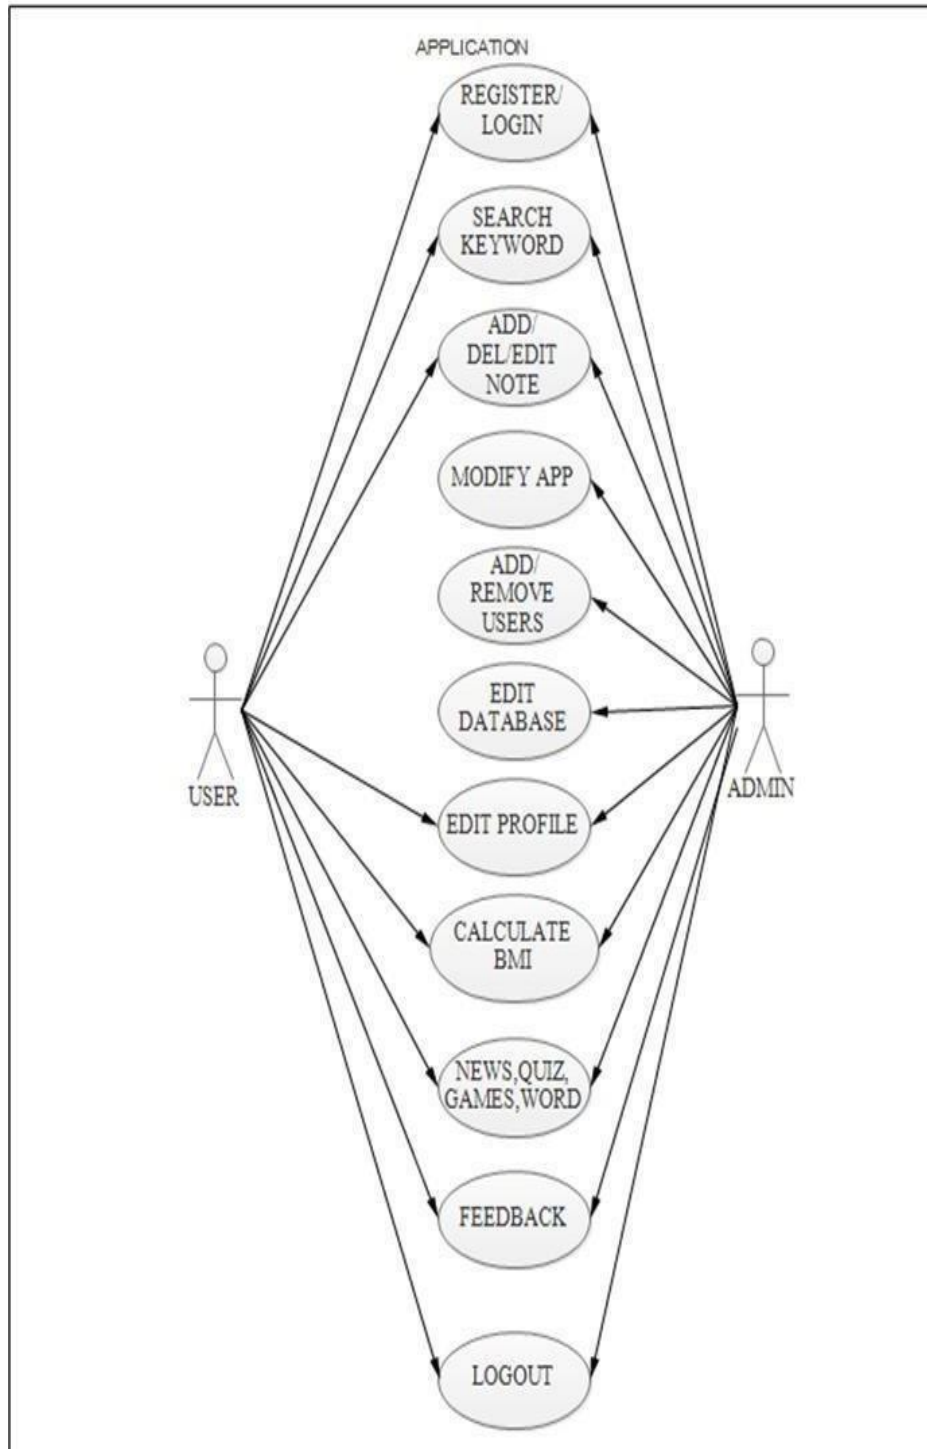 APPLICATION
REGISTER/
LOGIN
SEARCH
KEYWORD
ADD/
DEL/EDIT
NOTE
MODIFY APP
ADD/
REMOVE
USERS
EDIT
DATABASE
USER
ADMIN
EDIT PROFILE
CALCULATE
BMI
NEWS,QUIZ,
GAMES,WORD
FEEDBACK
LOGOUT